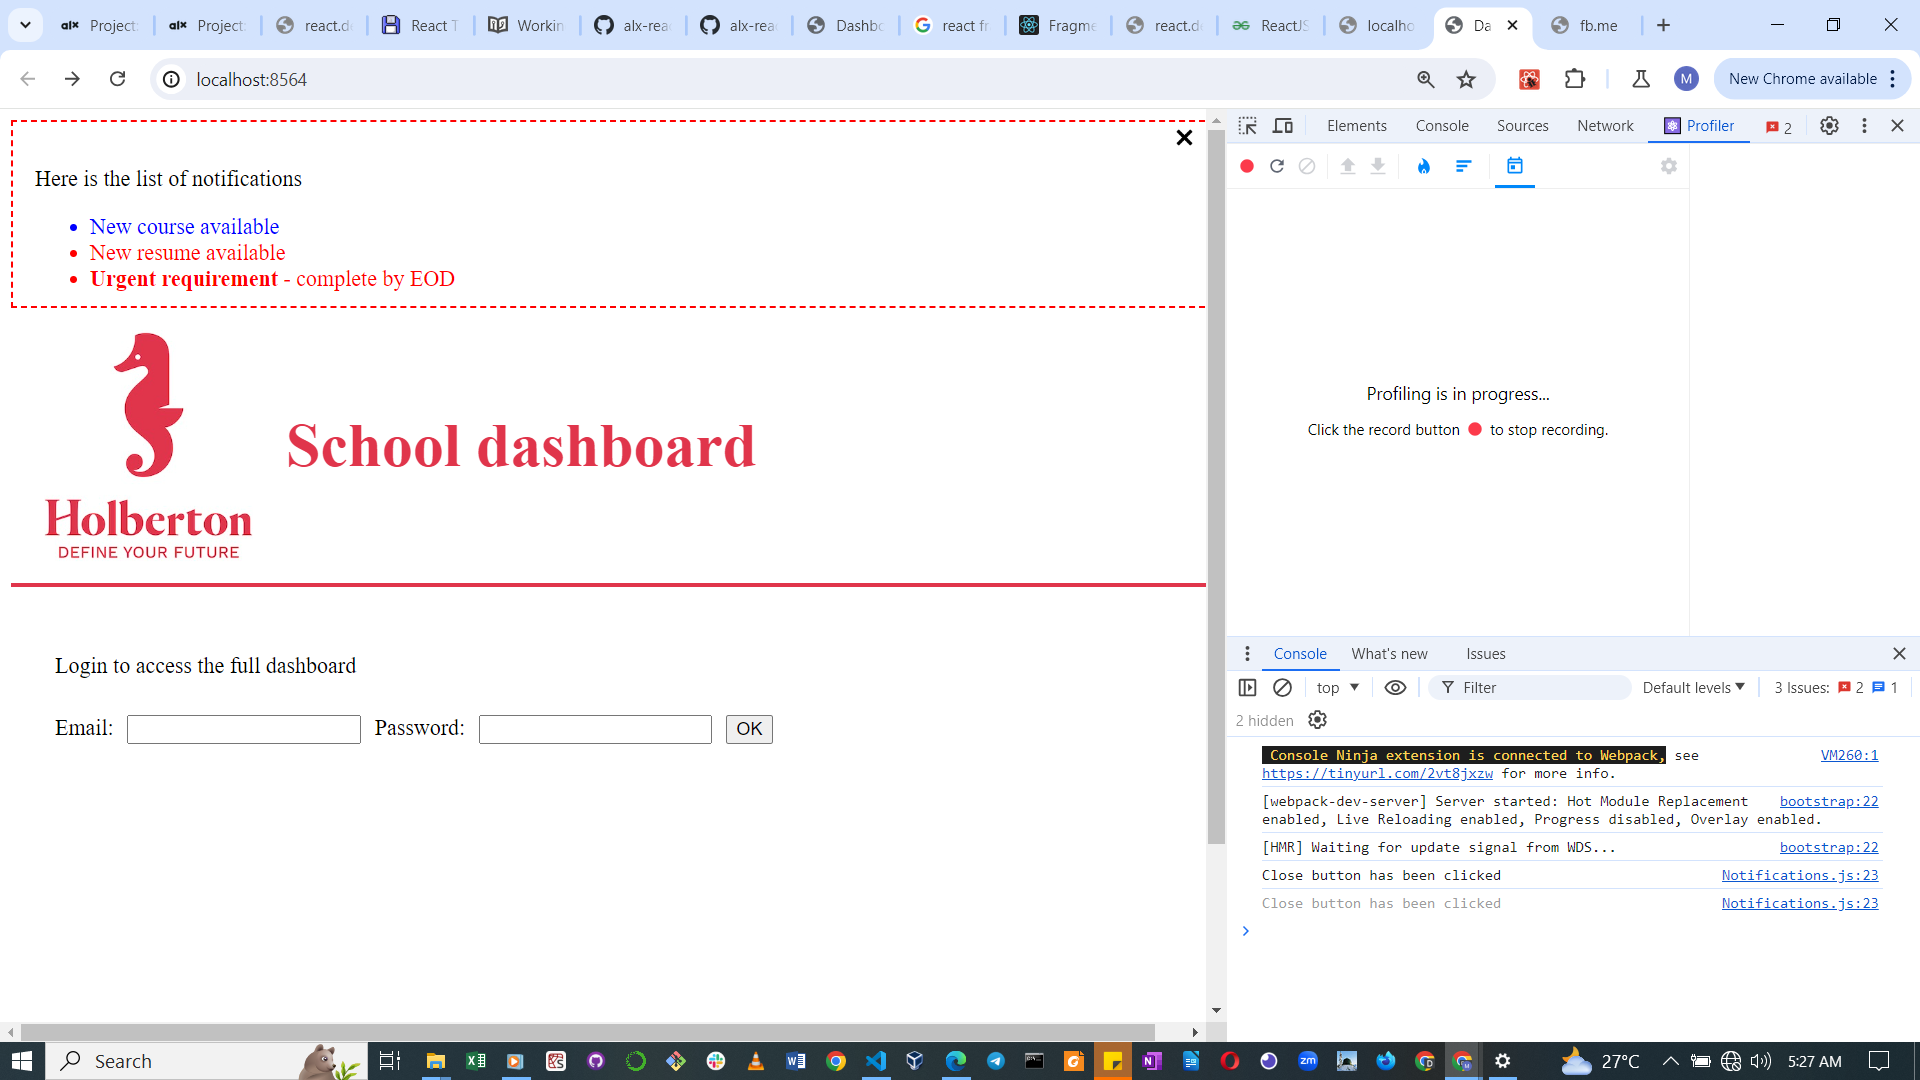 Project:
Project:
react.d
React T
Workin
alx-rea
alx-rea
Dashbo
react fr
Fragme
react.d
ReactJS
localho
Da
fb.me
localhost:8564
M
New Chrome available
Here is the list of notifications
New course available
New resume available
Urgent requirement - complete by EOD
School dashboard
Holberton
DEFINE YOUR FUTURE
Login to access the full dashboard
Email:
Password:
OK
Elements
Console
Sources
Network
Profiler
2
Profiling is in progress...
Click the record button to stop recording.
Console
What's new
Issues
top
Filter
Default levels
3 Issues: 2 1
2 hidden
Console Ninja extension is connected to Webpack, see VM260:1
https://tinyurl.com/2vt8jxzw for more info.
[webpack-dev-server] Server started: Hot Module Replacement bootstrap:22
enabled, Live Reloading enabled, Progress disabled, Overlay enabled.
[HMR] Waiting for update signal from WDS... bootstrap:22
Close button has been clicked Notifications.js:23
Close button has been clicked Notifications.js:23
Search
27°C
5:27 AM